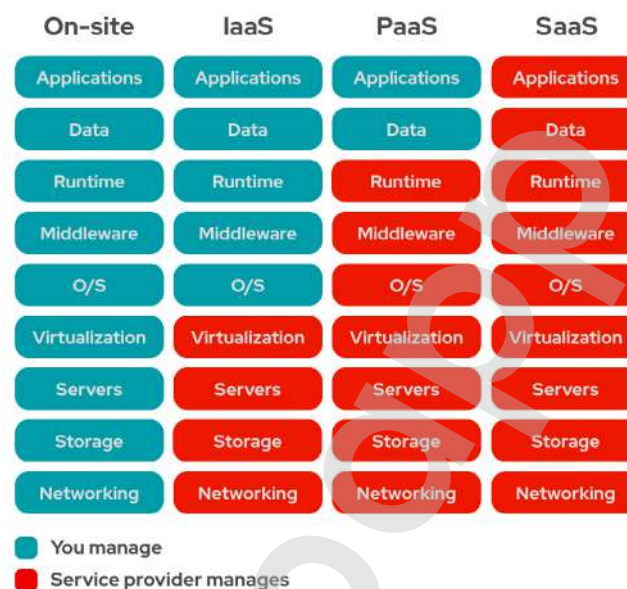 On-site IaaS PaaS SaaS
Applications Applications Applications Applications
Data Data Data Data
Runtime Runtime Runtime Runtime
Middleware Middleware Middleware Middleware
O/S O/S O/S O/S
Virtualization Virtualization Virtualization Virtualization
Servers Servers Servers Servers
Storage Storage Storage Storage
Networking Networking Networking Networking
You manage
Service provider manages